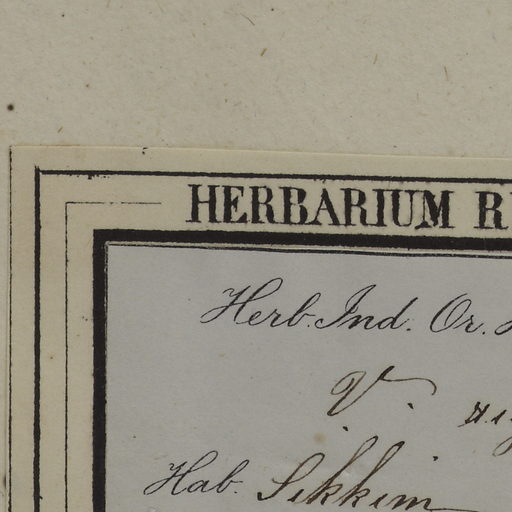 HERBARIUM R
Herb. Ind. Or.
V.
Hab. Sikkim